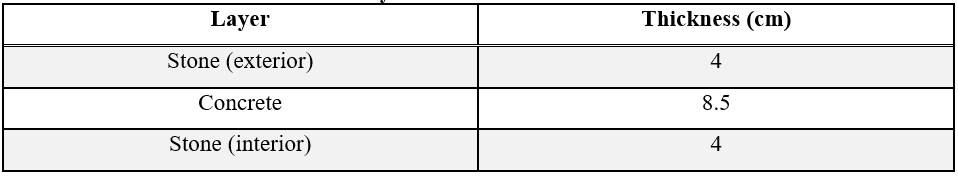 Layer Thickness (cm)
Stone (exterior) 4
Concrete 8.5
Stone (interior) 4